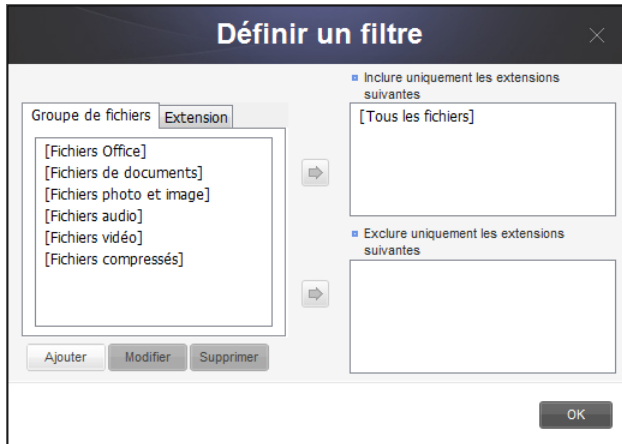 Définir un filtre
Groupe de fichiers
Extension
[Fichiers Office]
[Fichiers de documents]
[Fichiers photo et image]
[Fichiers audio]
[Fichiers vidéo]
[Fichiers compressés]
Ajouter
Modifier
Supprimer
Inclure uniquement les extensions
suivantes
[Tous les fichiers]
Exclure uniquement les extensions
suivantes
OK